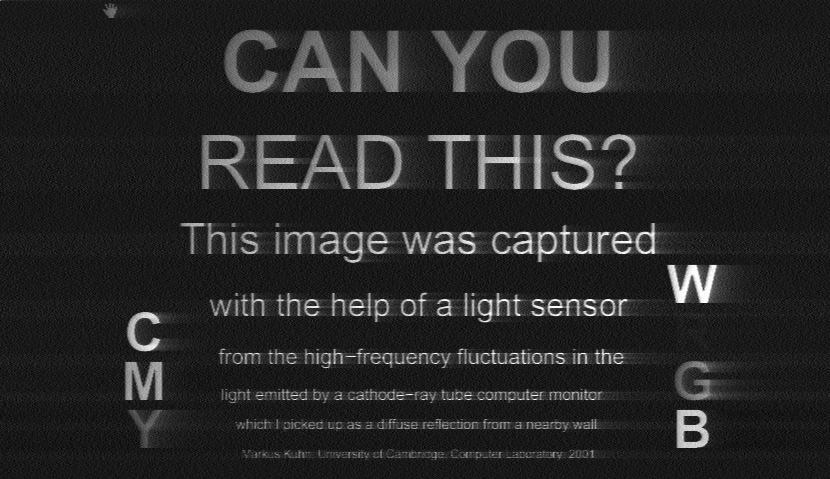 CAN YOU
READ THIS?
This image was captured
with the help of a light sensor
from the high-frequency fluctuations in the
light emitted by a cathode-ray tube computer monitor
which I picked up as a diffuse reflection from a nearby wall.
Markus Kuhn, University of Cambridge, Computer Laboratory, 2001
C
M
Y
W
R
G
B